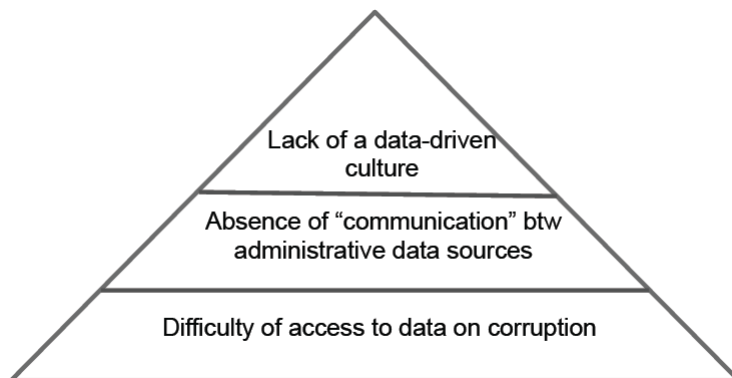 Lack of a data-driven
culture
Absence of “communication” btw
administrative data sources
Difficulty of access to data on corruption